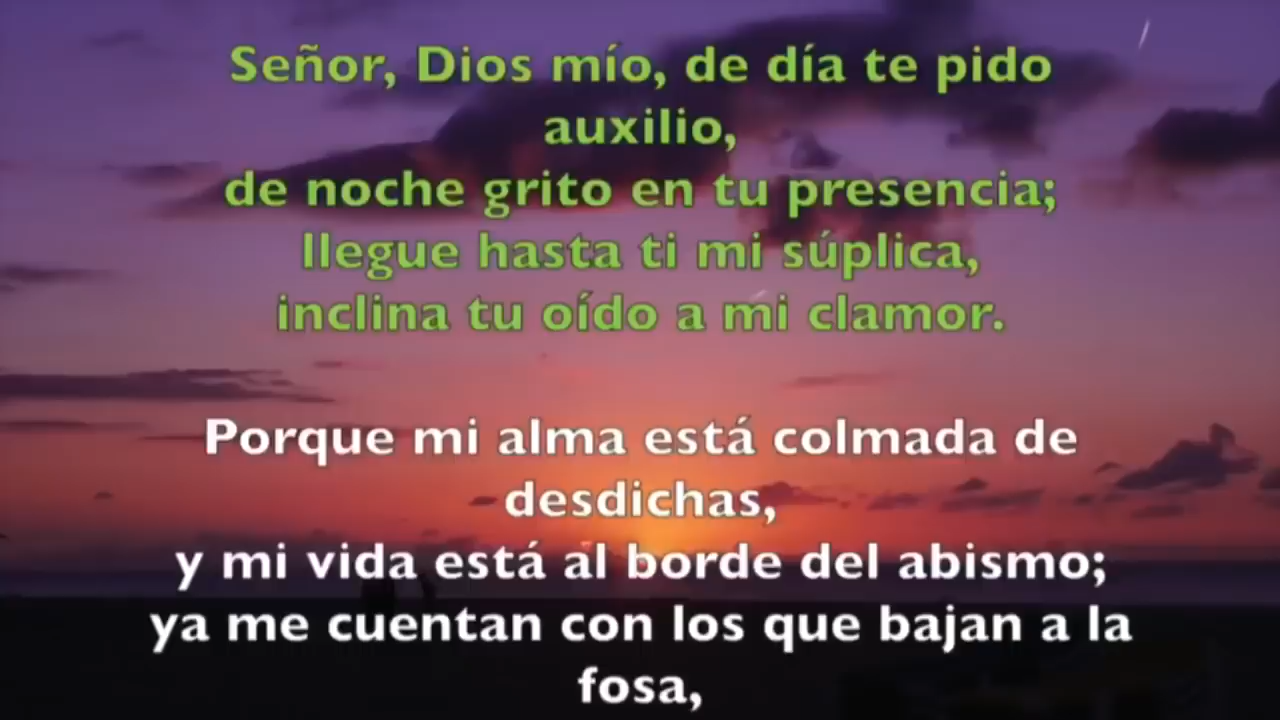 Señor, Dios mío, de día te pido
auxilio,
de noche grito en tu presencia;
llegue hasta ti mi súplica,
inclina tu oído a mi clamor.
Porque mi alma está colmada de
desdichas,
y mi vida está al borde del abismo;
ya me cuentan con los que bajan a la
fosa,